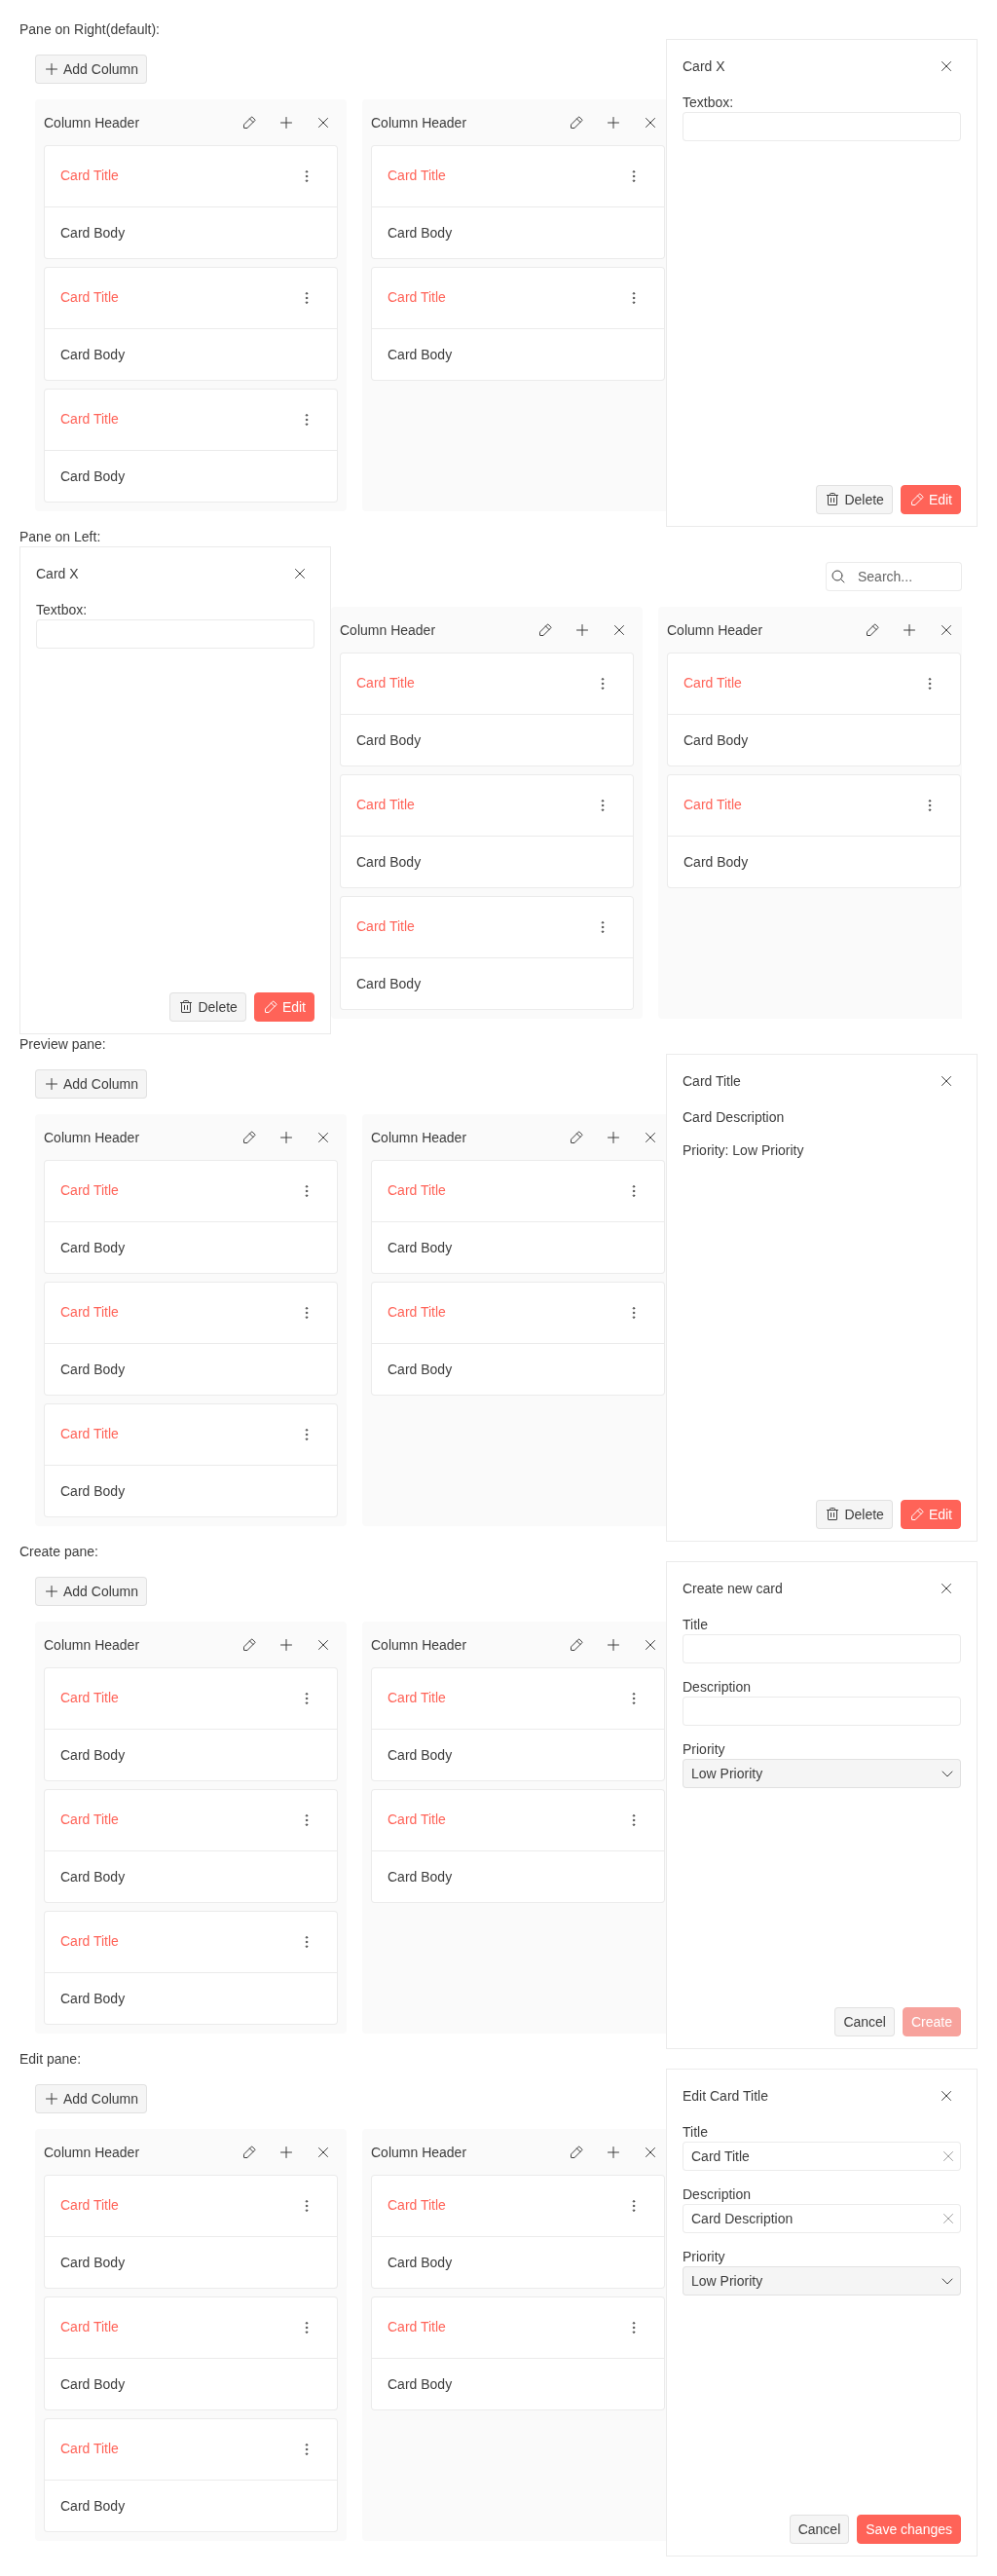 Pane on Right(default):
Add Column
Card X
Textbox:
Column Header
Column Header
Card Title
Card Title
Card Body
Card Body
Card Title
Card Title
Card Body
Card Body
Card Title
Card Body
Delete
Edit
Pane on Left:
Card X
Textbox:
Search...
Column Header
Column Header
Card Title
Card Title
Card Body
Card Body
Card Title
Card Title
Card Body
Card Body
Card Title
Card Body
Delete
Edit
Preview pane:
Add Column
Card Title
Card Description
Priority: Low Priority
Column Header
Column Header
Card Title
Card Title
Card Body
Card Body
Card Title
Card Title
Card Body
Card Body
Card Title
Card Body
Delete
Edit
Create pane:
Add Column
Create new card
Title
Description
Priority
Low Priority
Column Header
Column Header
Card Title
Card Title
Card Body
Card Body
Card Title
Card Title
Card Body
Card Body
Card Title
Card Body
Cancel
Create
Edit pane:
Add Column
Edit Card Title
Title
Card Title
Description
Card Description
Priority
Low Priority
Column Header
Column Header
Card Title
Card Title
Card Body
Card Body
Card Title
Card Title
Card Body
Card Body
Card Title
Card Body
Cancel
Save changes